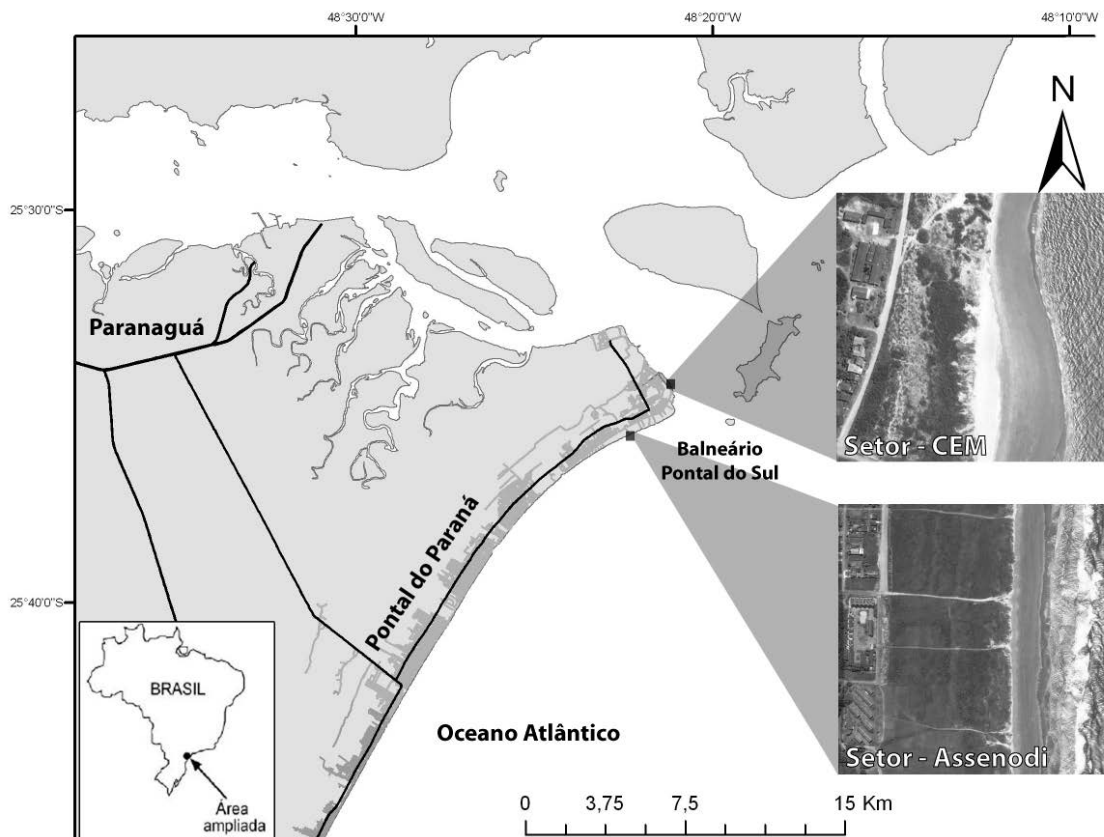 48°30'0"W
48°20'0"W
48°10'0"W
N
25°30'0"S
Paranaguá
Setor - CEM
Balneário
Pontal do Sul
Pontal do Paraná
25°40'0"S
BRASIL
Área
ampliada
Oceano Atlântico
Setor - Assenodi
0 3,75 7,5 15 Km